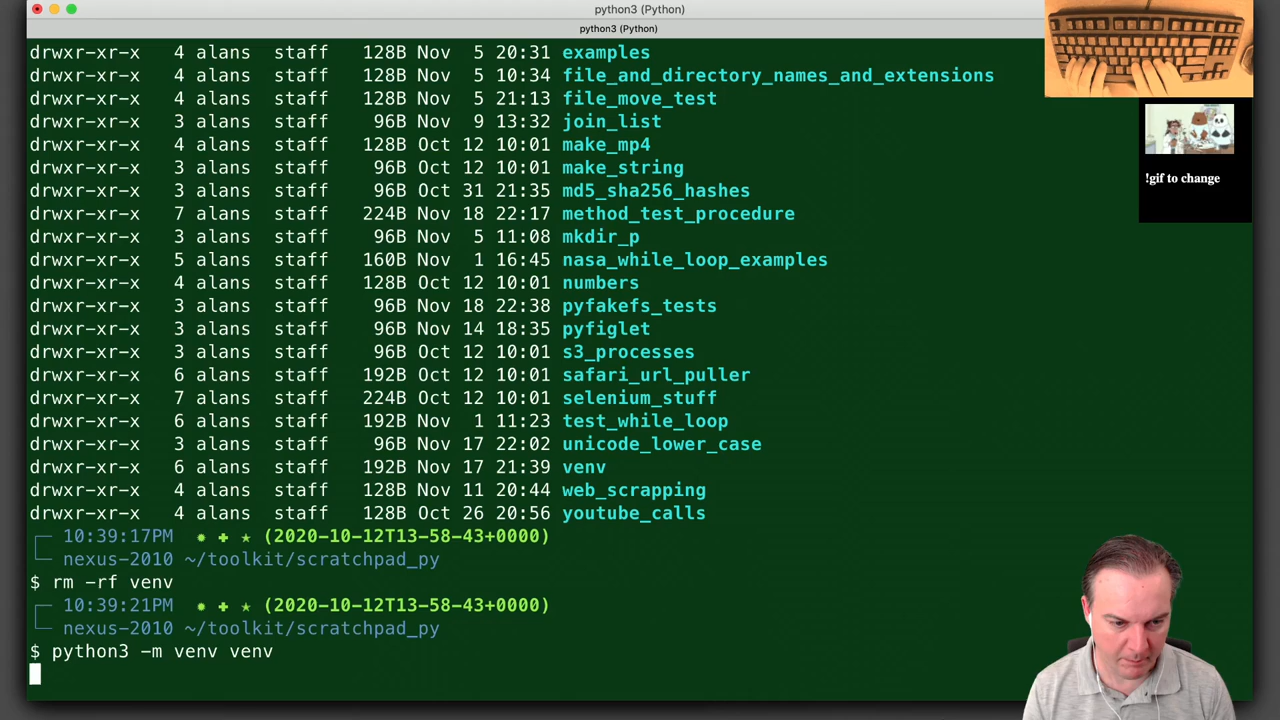 python3 (Python)
python3 (Python)
drwxr-xr-x 4 alans staff 128B Nov 5 20:31 examples
drwxr-xr-x 4 alans staff 128B Nov 5 10:34 file_and_directory_names_and_extensions
drwxr-xr-x 4 alans staff 128B Nov 5 21:13 file_move_test
drwxr-xr-x 3 alans staff 96B Nov 9 13:32 join_list
drwxr-xr-x 4 alans staff 128B Oct 12 10:01 make_mp4
drwxr-xr-x 3 alans staff 96B Oct 12 10:01 make_string
drwxr-xr-x 3 alans staff 96B Oct 31 21:35 md5_sha256_hashes
drwxr-xr-x 7 alans staff 224B Nov 18 22:17 method_test_procedure
drwxr-xr-x 3 alans staff 96B Nov 5 11:08 mkdir_p
drwxr-xr-x 5 alans staff 160B Nov 1 16:45 nasa_while_loop_examples
drwxr-xr-x 4 alans staff 128B Oct 12 10:01 numbers
drwxr-xr-x 3 alans staff 96B Nov 18 22:38 pyfakefs_tests
drwxr-xr-x 3 alans staff 96B Nov 14 18:35 pyfiglet
drwxr-xr-x 3 alans staff 96B Oct 12 10:01 s3_processes
drwxr-xr-x 6 alans staff 192B Oct 12 10:01 safari_url_puller
drwxr-xr-x 7 alans staff 224B Oct 12 10:01 selenium_stuff
drwxr-xr-x 6 alans staff 192B Nov 1 11:23 test_while_loop
drwxr-xr-x 3 alans staff 96B Nov 17 22:02 unicode_lower_case
drwxr-xr-x 6 alans staff 192B Nov 17 21:39 venv
drwxr-xr-x 4 alans staff 128B Nov 11 20:44 web_scrapping
drwxr-xr-x 4 alans staff 128B Oct 26 20:56 youtube_calls
10:39:17PM ✹ ✚ ★ (2020-10-12T13-58-43+0000)
nexus-2010 ~/toolkit/scratchpad_py
$ rm -rf venv
10:39:21PM ✹ ✚ ★ (2020-10-12T13-58-43+0000)
nexus-2010 ~/toolkit/scratchpad_py
$ python3 -m venv venv
!gif to change